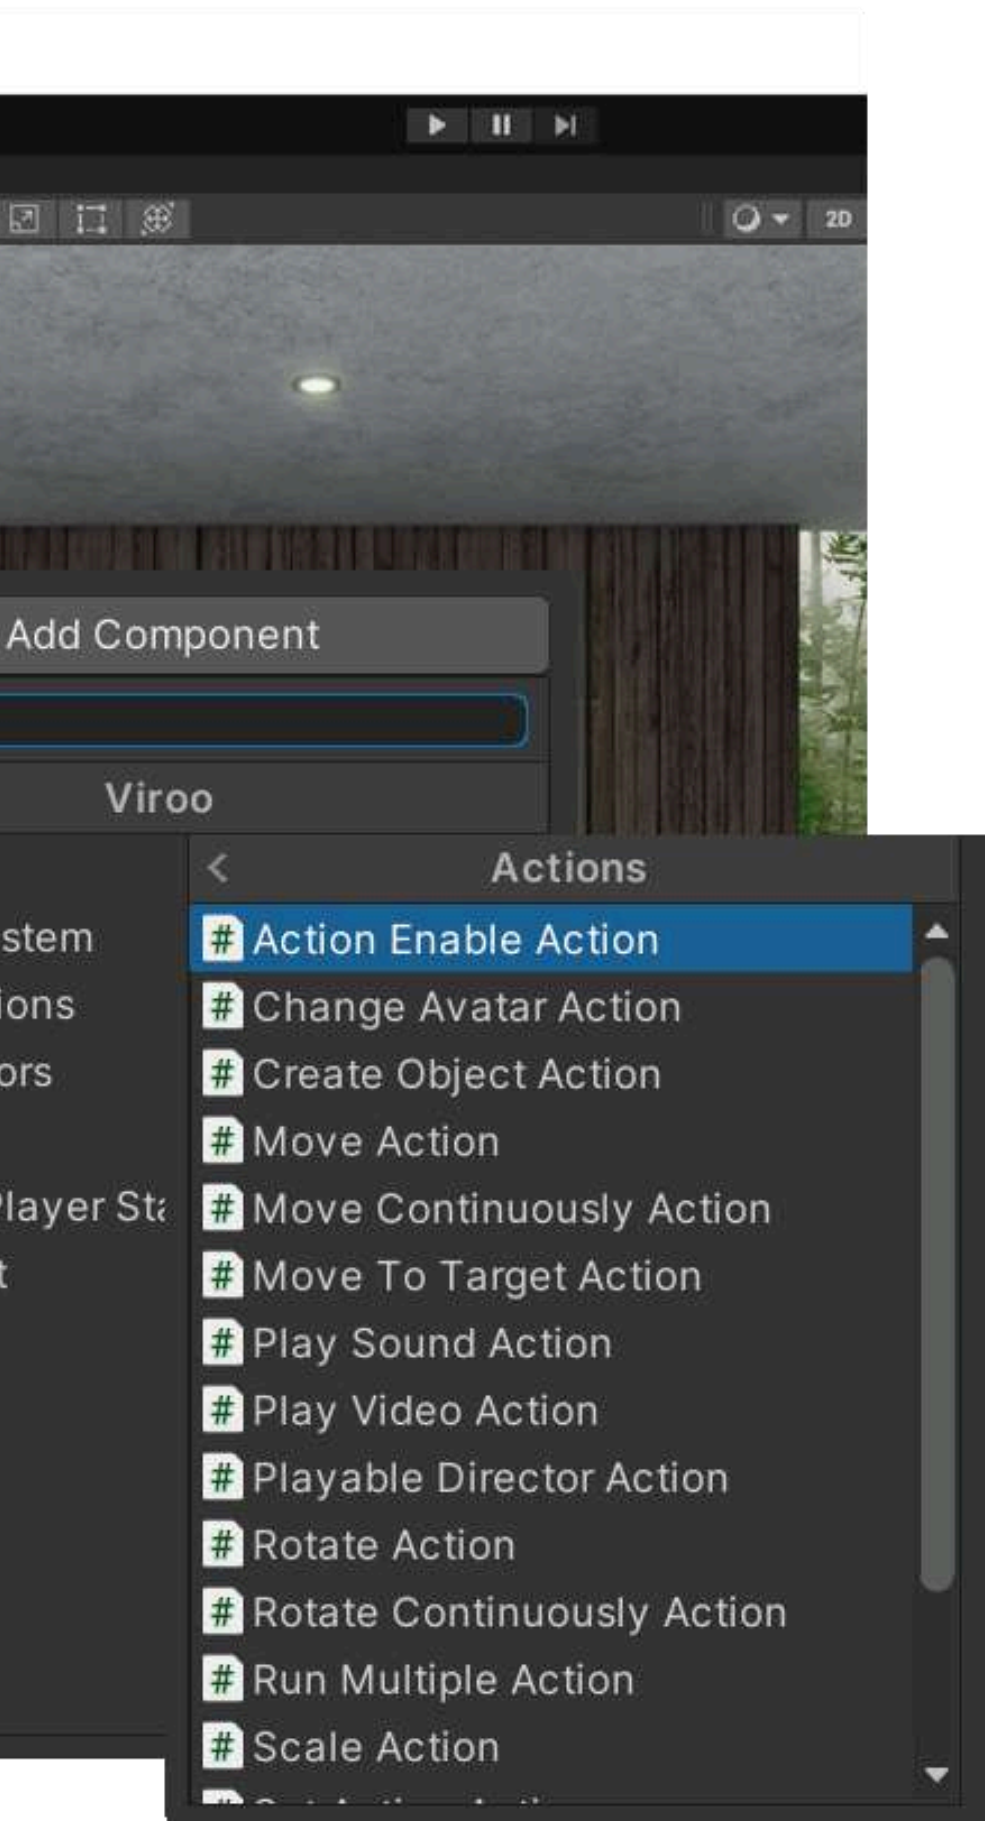 2D
Add Component
Viroo
Actions
Action Enable Action
Change Avatar Action
Create Object Action
Move Action
Move Continuously Action
Move To Target Action
Play Sound Action
Play Video Action
Playable Director Action
Rotate Action
Rotate Continuously Action
Run Multiple Action
Scale Action
stem
ions
ors
Player Sta
t